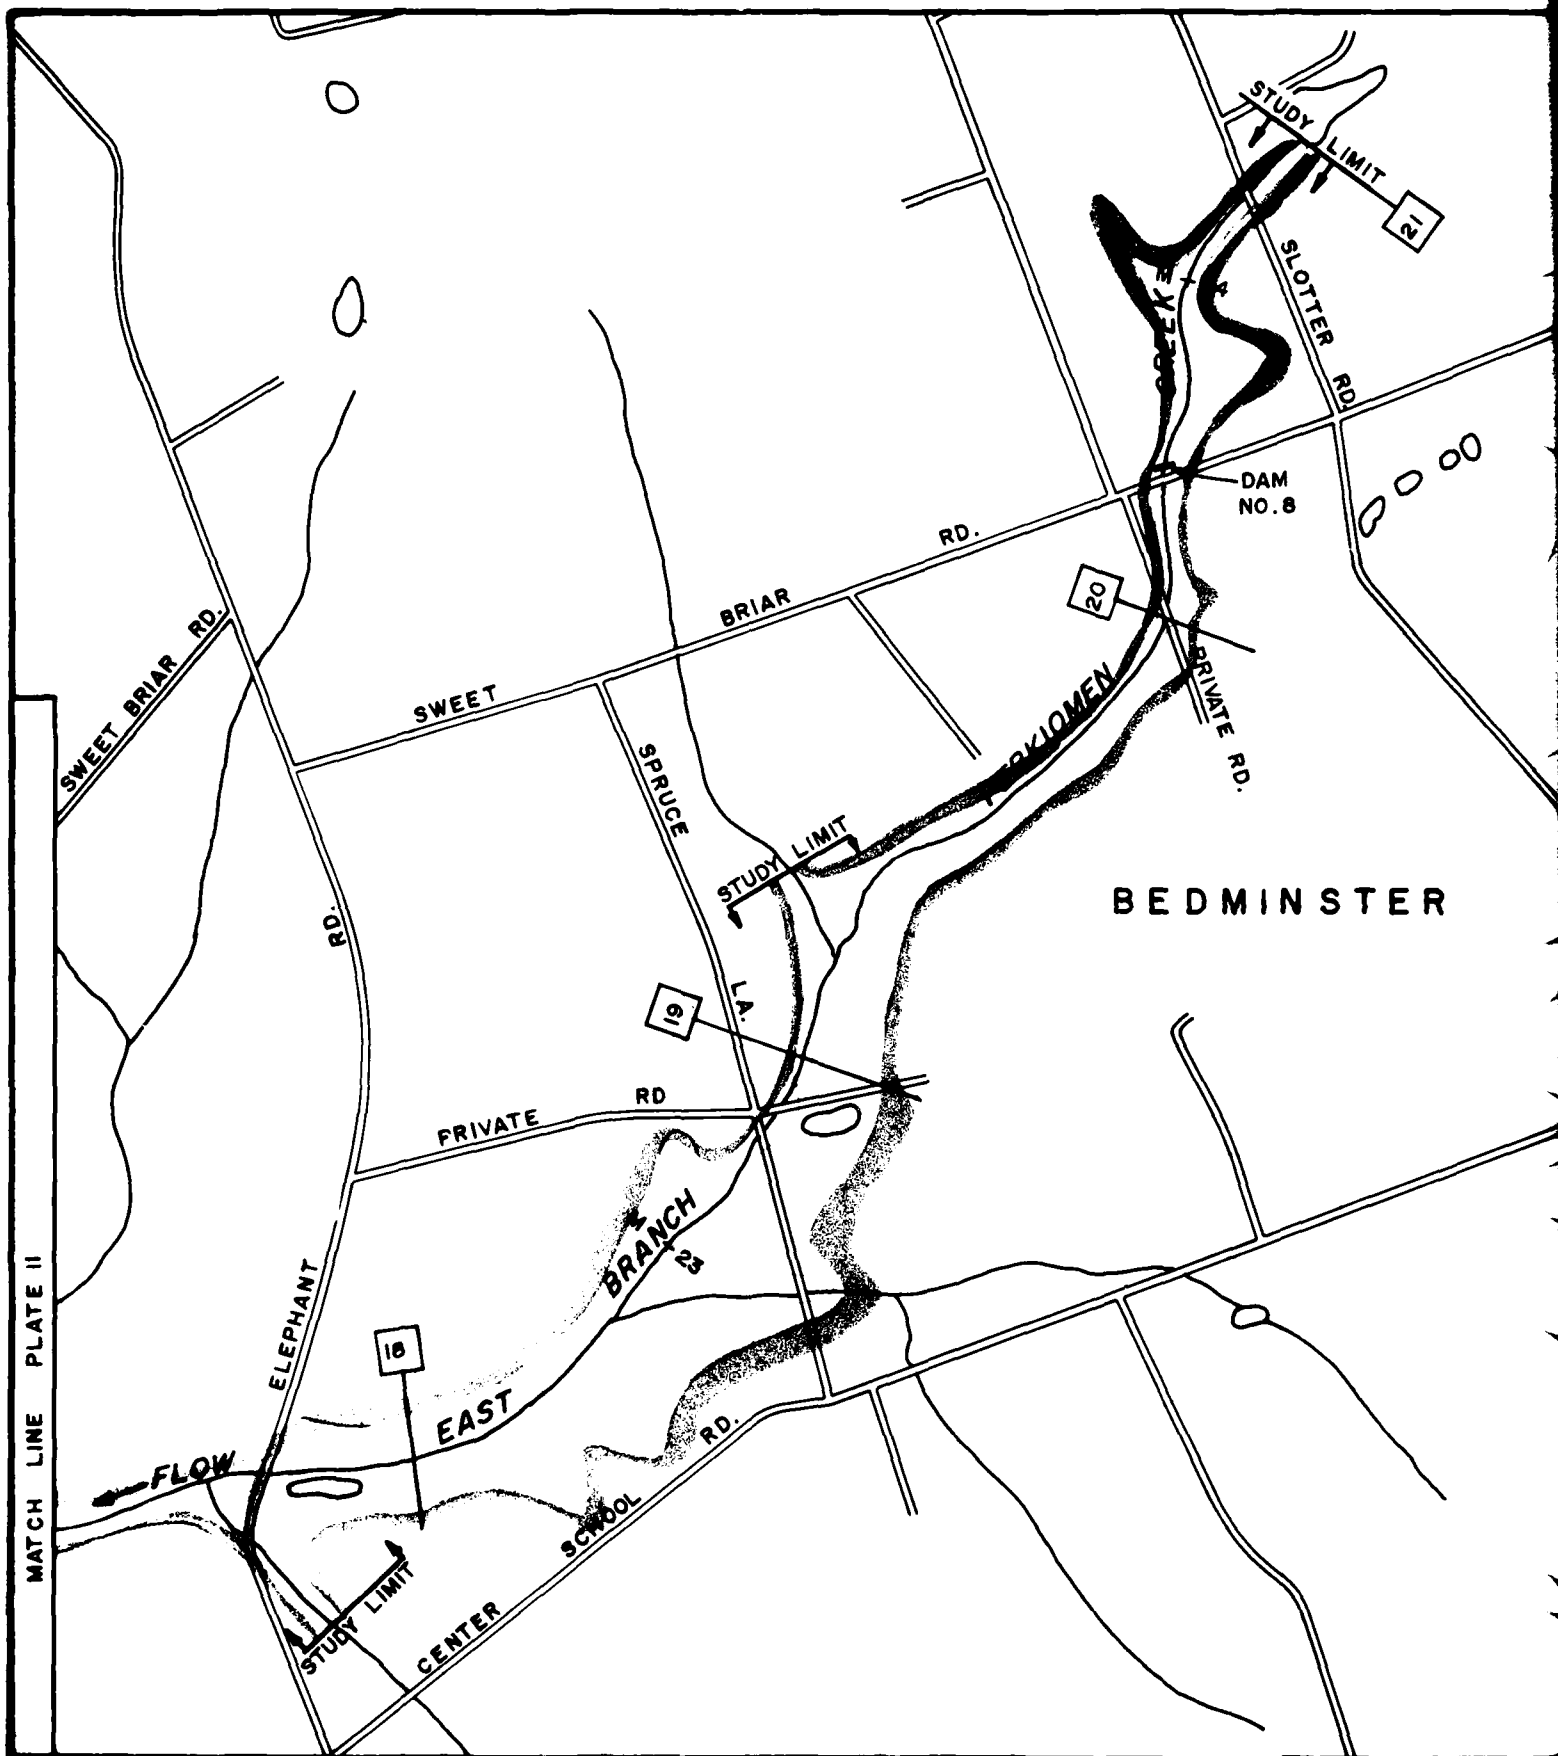 STUDY LIMIT
21
SLOTTER RD.
CREEK
DAM
NO. 8
20
PRIVATE RD.
SWEET BRIAR RD.
SWEET BRIAR RD.
SPRUCE LA.
STUDY LIMIT
BEDMINSTER
19
PRIVATE RD
ELEPHANT RD.
M
23
EAST BRANCH
18
FLOW
STUDY LIMIT
CENTER SCHOOL RD.
MATCH LINE PLATE 11